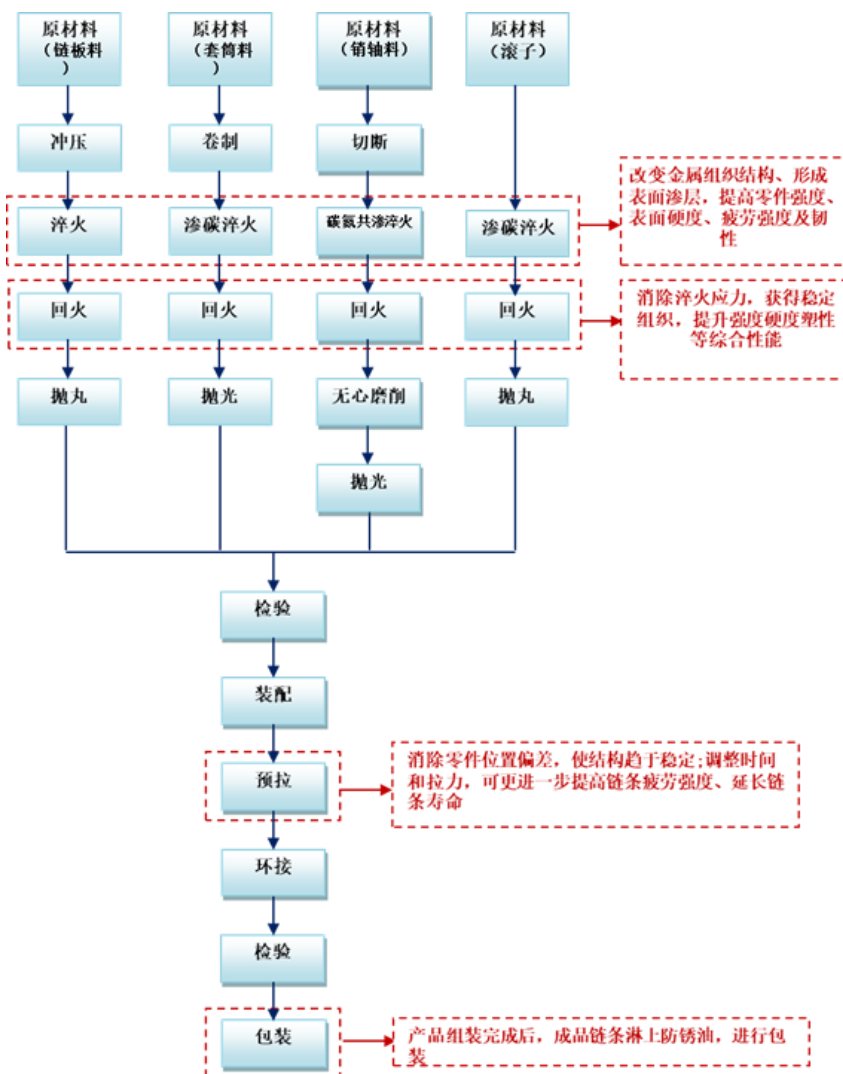 原材料
（链板料
）
原材料
（套筒料
）
原材料
（销轴料）
原材料
（滚子）
冲压
卷制
切断
淬火
渗碳淬火
碳氮共渗淬火
渗碳淬火
改变金属组织结构、形成
表面渗层，提高零件强度、
表面硬度、疲劳强度及韧
性
回火
回火
回火
回火
消除淬火应力，获得稳定
组织，提升强度硬度塑性
等综合性能
抛丸
抛光
无心磨削
抛丸
抛光
检验
装配
预拉
消除零件位置偏差，使结构趋于稳定;调整时间
和拉力，可更进一步提高链条疲劳强度、延长链
条寿命
环接
检验
包装
产品组装完成后，成品链条淋上防锈油，进行包
装